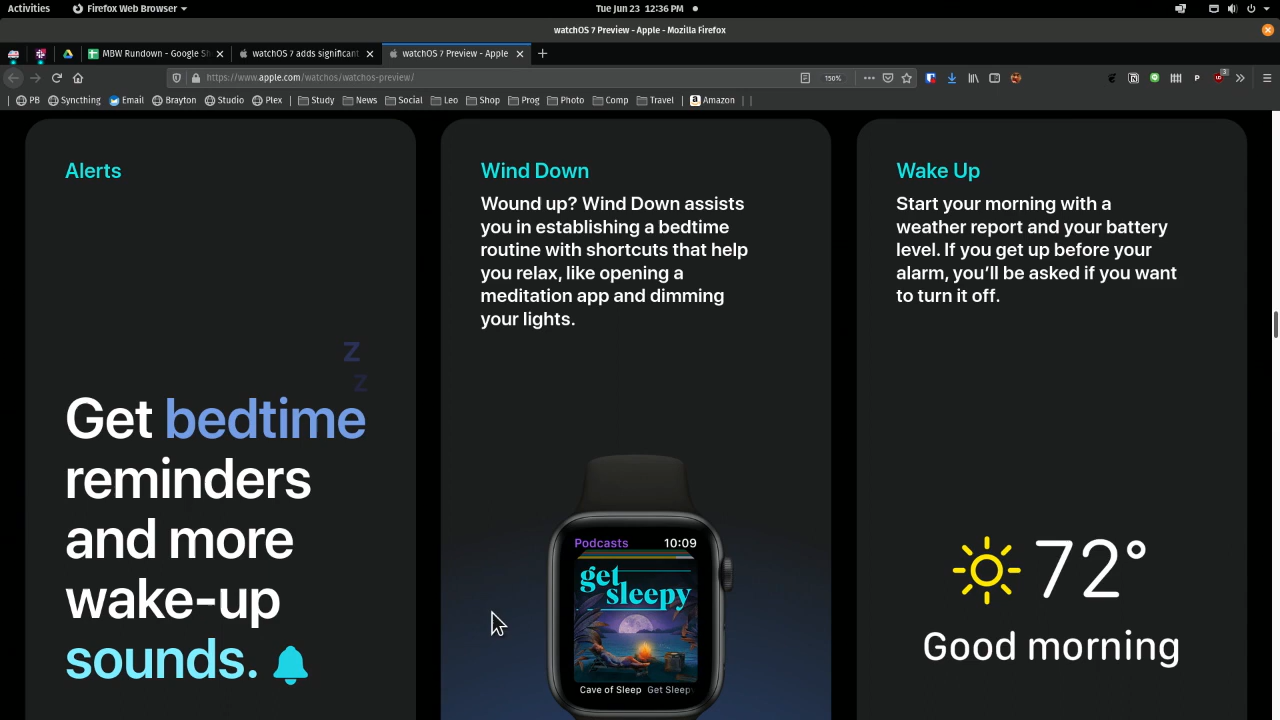 Activities
Firefox Web Browser
Tue Jun 23 12:36 PM
watchOS 7 Preview - Apple - Mozilla Firefox
MBW Rundown - Google Sh
watchOS 7 adds significant
watchOS 7 Preview - Apple
https://www.apple.com/watchos/watchos-preview/
150%
PB
Syncthing
Email
Brayton
Studio
Plex
Study
News
Social
Leo
Shop
Prog
Photo
Comp
Travel
Amazon
Alerts
Get bedtime
reminders
and more
wake-up
sounds.
z
z
Wind Down
Wound up? Wind Down assists
you in establishing a bedtime
routine with shortcuts that help
you relax, like opening a
meditation app and dimming
your lights.
Podcasts 10:09
get
sleepy
Cave of Sleep Get Sleepy
Wake Up
Start your morning with a
weather report and your battery
level. If you get up before your
alarm, you’ll be asked if you want
to turn it off.
72°
Good morning